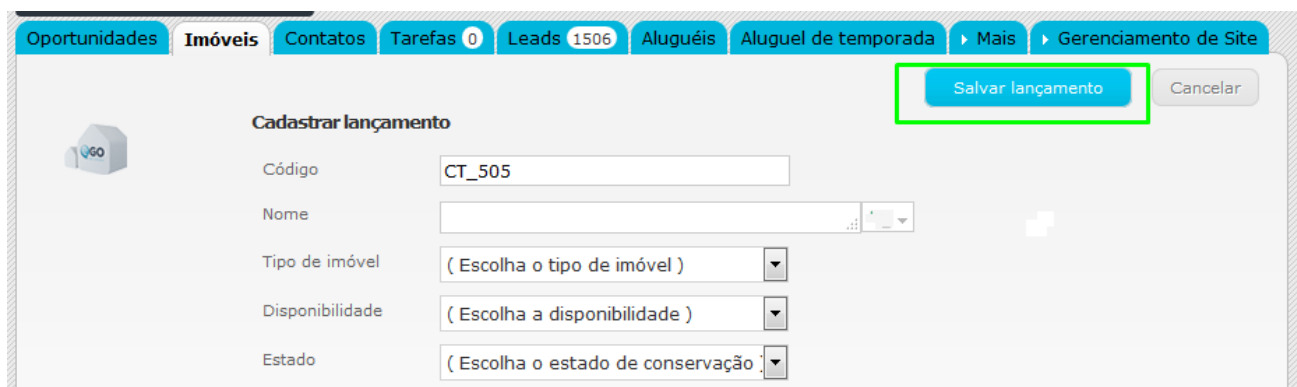 Oportunidades Imóveis Contatos Tarefas 0 Leads 1506 Aluguéis Aluguel de temporada Mais Gerenciamento de Site
Salvar lançamento Cancelar
Cadastrar lançamento
eGO
Código CT_505
Nome
Tipo de imóvel ( Escolha o tipo de imóvel )
Disponibilidade ( Escolha a disponibilidade )
Estado ( Escolha o estado de conservação )